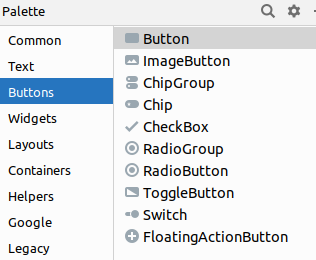 Palette
Common
Text
Buttons
Widgets
Layouts
Containers
Helpers
Google
Legacy
Button
ImageButton
ChipGroup
Chip
CheckBox
RadioGroup
RadioButton
ToggleButton
Switch
FloatingActionButton